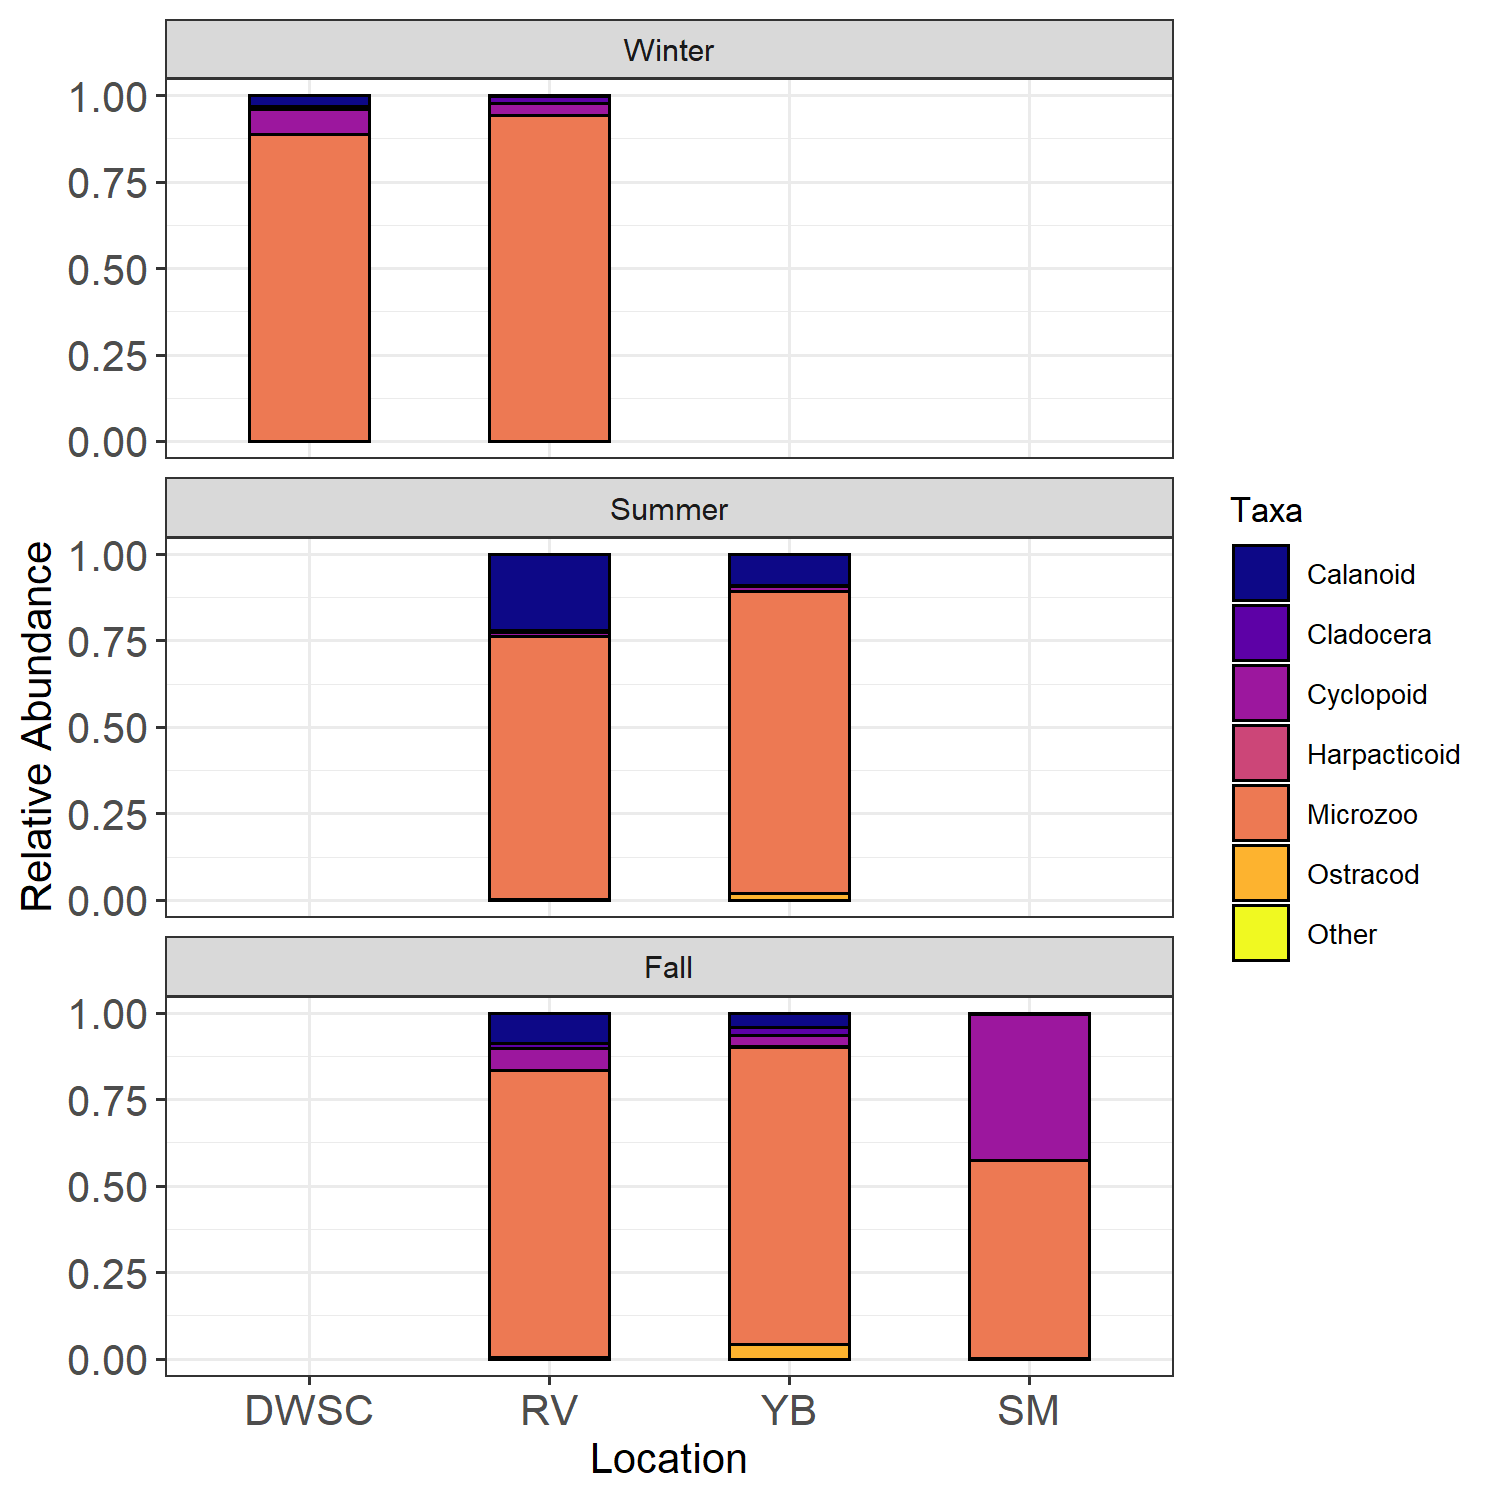 Winter
1.00
0.75
0.50
0.25
0.00
Summer
1.00
0.75
0.50
0.25
0.00
Fall
1.00
0.75
0.50
0.25
0.00
Relative Abundance
DWSC RV YB SM
Location
Taxa
Calanoid
Cladocera
Cyclopoid
Harpacticoid
Microzoo
Ostracod
Other